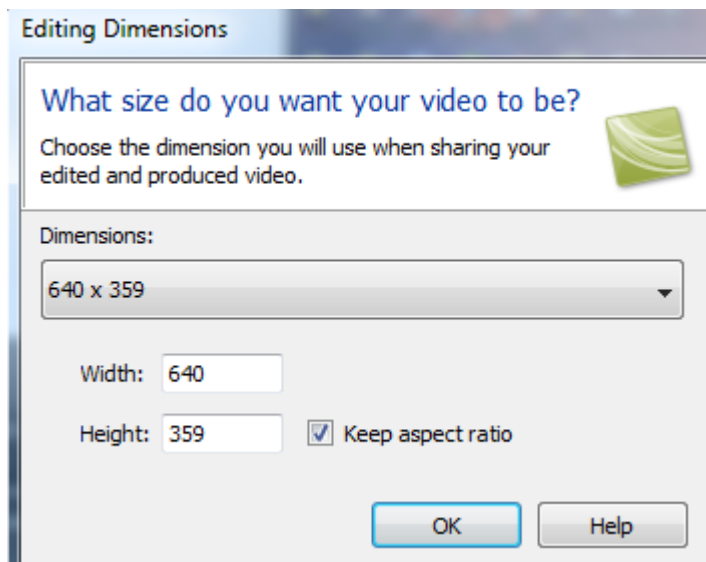 Editing Dimensions
What size do you want your video to be?
Choose the dimension you will use when sharing your
edited and produced video.
Dimensions:
640 x 359
Width: 640
Height: 359 Keep aspect ratio
OK Help